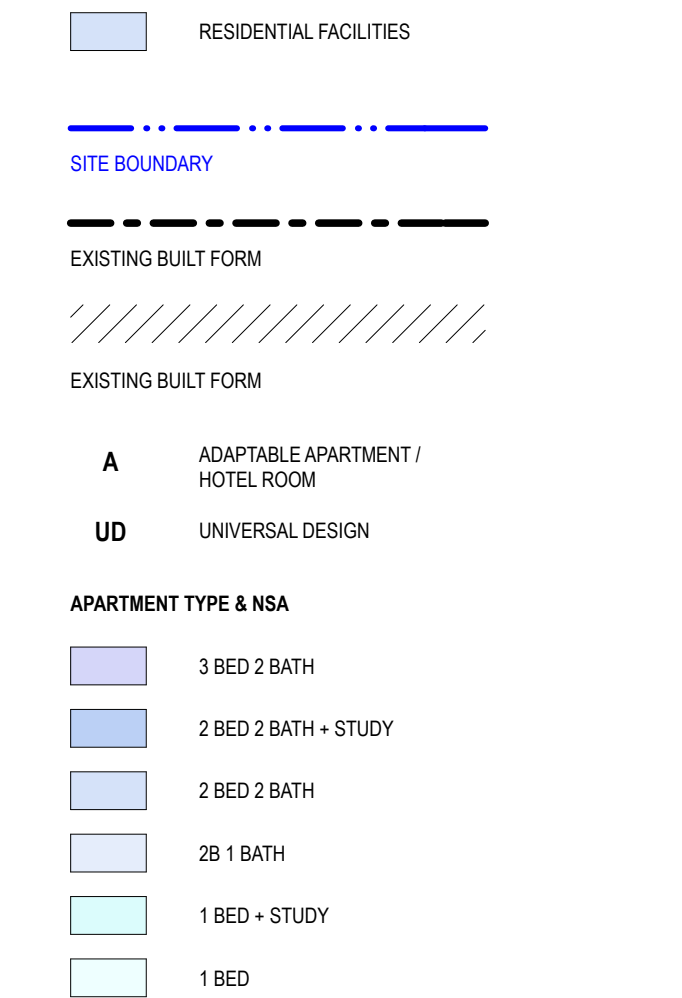 RESIDENTIAL FACILITIES
SITE BOUNDARY
EXISTING BUILT FORM
EXISTING BUILT FORM
A
ADAPTABLE APARTMENT /
HOTEL ROOM
UD
UNIVERSAL DESIGN
APARTMENT TYPE & NSA
3 BED 2 BATH
2 BED 2 BATH + STUDY
2 BED 2 BATH
2B 1 BATH
1 BED + STUDY
1 BED